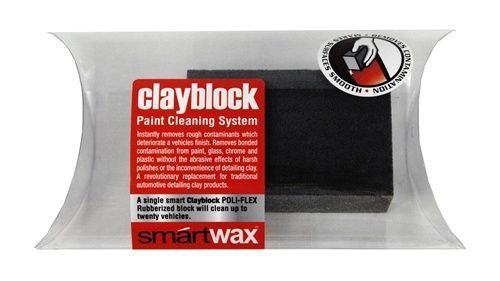 clayblock
Paint Cleaning System
Instantly removes rough contaminants which
deteriorate a vehicles finish. Removes bonded
contamination from paint, glass, chrome and
plastic without the abrasive effects of harsh
polishes or the inconvenience of detailing clay.
A revolutionary replacement for traditional
automotive detailing clay products.
A single smart Clayblock POLI-FLEX
Rubberized block will clean up to
twenty vehicles.
smartwax
REMOVES CONTAMINATION • MAKES SURFACES SMOOTH •